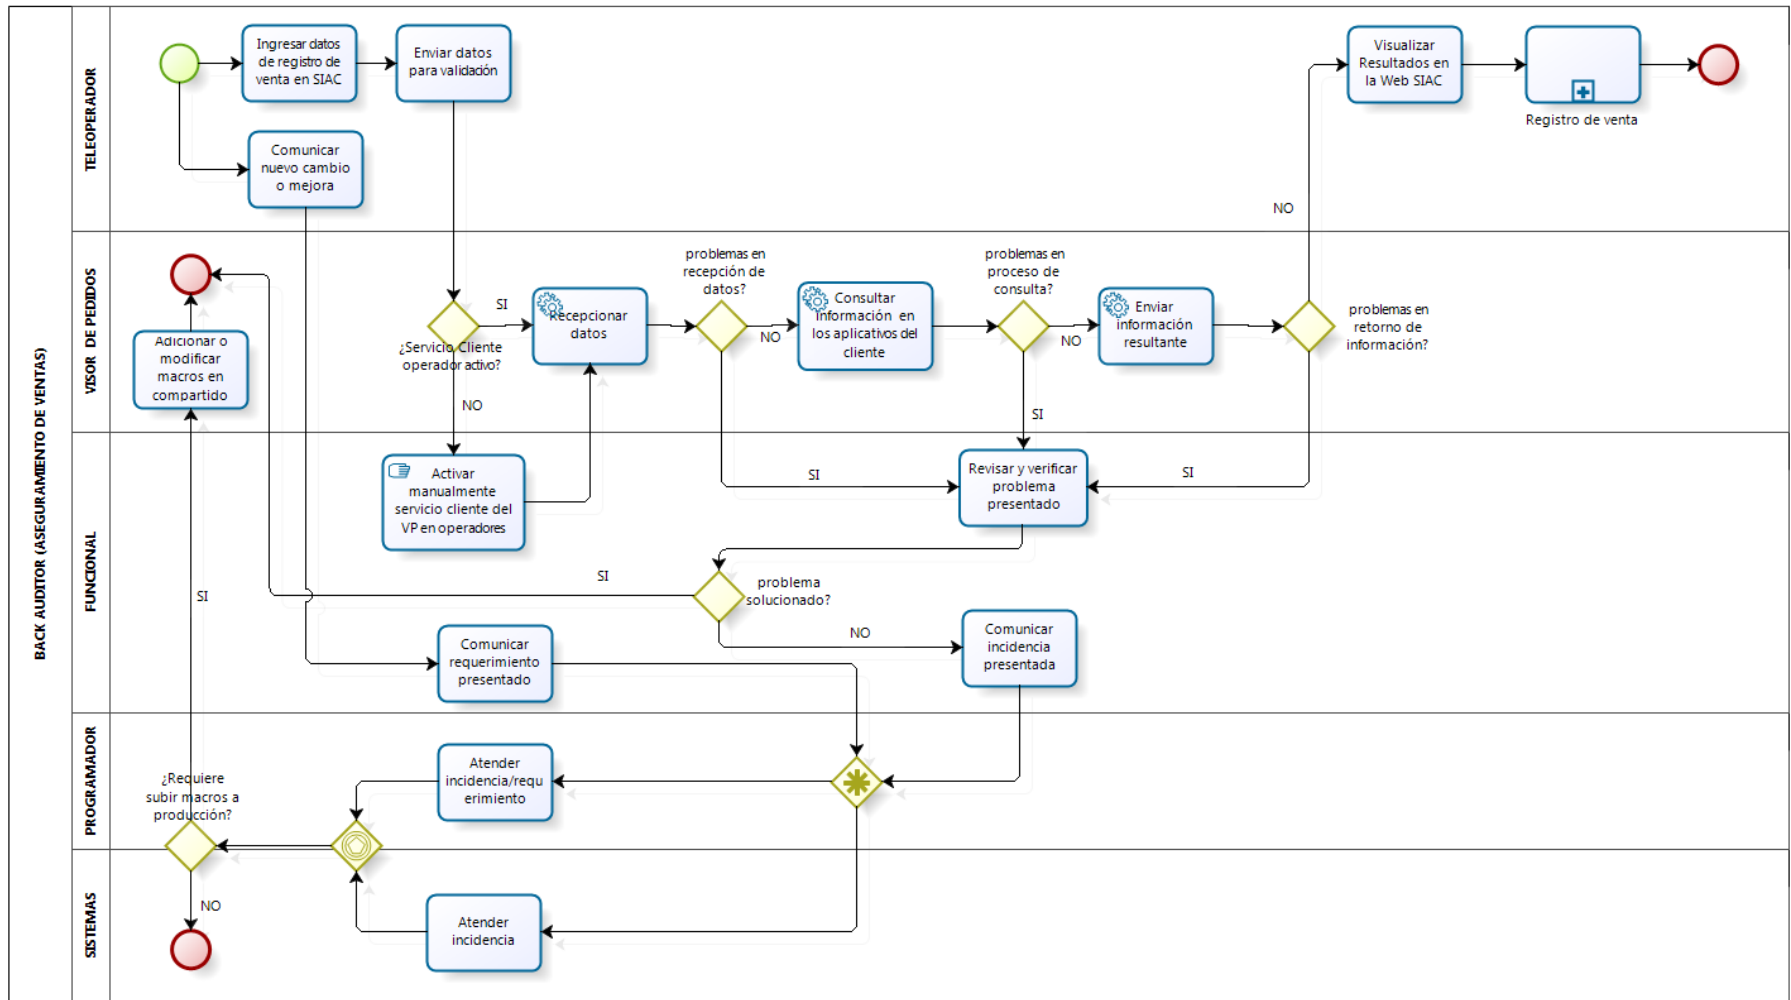 BACK AUDITOR (ASEGURAMIENTO DE VENTAS)
TELEOPERADOR
Ingresar datos
de registro de
venta en SIAC
Enviar datos
para validación
Comunicar
nuevo cambio
o mejora
Visualizar
Resultados en
la Web SIAC
Registro de venta
NO
VISOR DE PEDIDOS
Adicionar o
modificar
macros en
compartido
¿Servicio Cliente
operador activo?
SI
NO
Recepcionar
datos
problemas en
recepción de
datos?
NO
Consultar
información en
los aplicativos del
cliente
problemas en
proceso de
consulta?
NO
SI
Enviar
información
resultante
problemas en
retorno de
información?
FUNCIONAL
Activar
manualmente
servicio cliente del
VP en operadores
SI
Revisar y verificar
problema
presentado
SI
SI
SI
problema
solucionado?
NO
Comunicar
requerimiento
presentado
Comunicar
incidencia
presentada
PROGRAMADOR
¿Requiere
subir macros a
producción?
Atender
incidencia/requ
erimiento
SISTEMAS
NO
Atender
incidencia